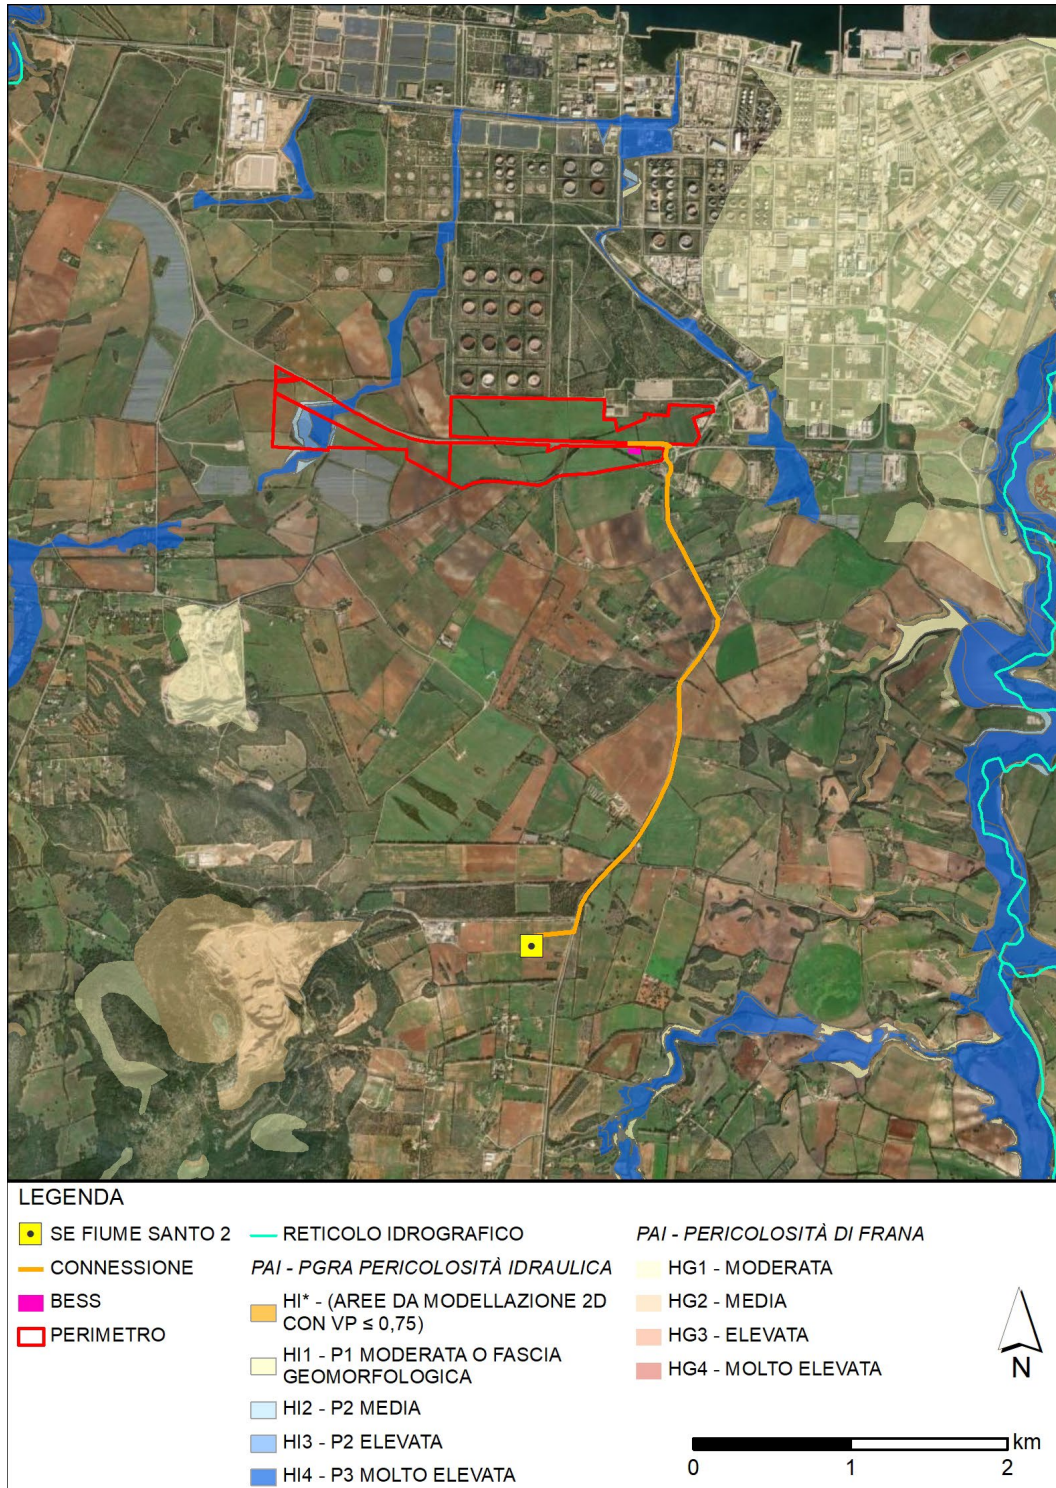 LEGENDA
SE FIUME SANTO 2
CONNESSIONE
BESS
PERIMETRO
RETICOLO IDROGRAFICO
PAI - PGRA PERICOLOSITÀ IDRAULICA
HI* - (AREE DA MODELLAZIONE 2D
CON VP ≤ 0,75)
HI1 - P1 MODERATA O FASCIA
GEOMORFOLOGICA
HI2 - P2 MEDIA
HI3 - P2 ELEVATA
HI4 - P3 MOLTO ELEVATA
PAI - PERICOLOSITÀ DI FRANA
HG1 - MODERATA
HG2 - MEDIA
HG3 - ELEVATA
HG4 - MOLTO ELEVATA
N
km
0 1 2